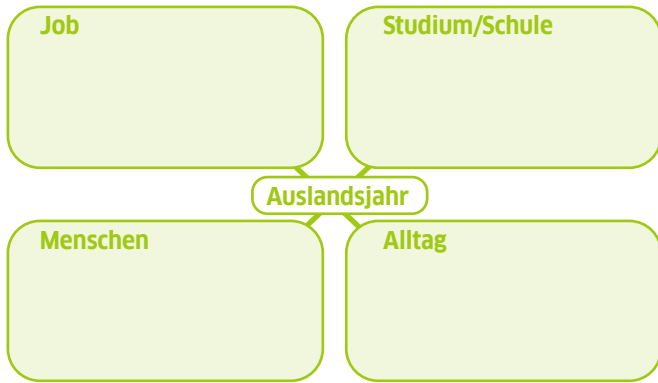 Job
Studium/Schule
Auslandsjahr
Menschen
Alltag